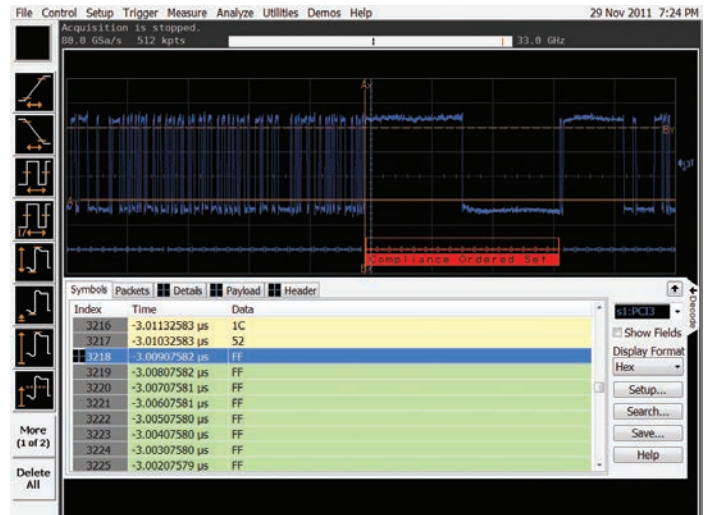 File Control Setup Trigger Measure Analyze Utilities Demos Help 29 Nov 2011 7:24 PM
Acquisition is stopped.
80.0 GSa/s 512 kpts 33.0 GHz
Compliance Ordered Set
Symbols Packets Details Payload Header
Decode
Index Time Data
3216 -3.01132583 µs 1C
3217 -3.01032583 µs 52
3218 -3.00907582 µs FF
3219 -3.00807582 µs FF
3220 -3.00707581 µs FF
3221 -3.00607581 µs FF
3222 -3.00507580 µs FF
3223 -3.00407580 µs FF
3224 -3.00307580 µs FF
3225 -3.00207579 µs FF
s1:PCI3
Show Fields
Display Format
Hex
Setup...
Search...
Save...
Help
More
(1 of 2)
Delete
All